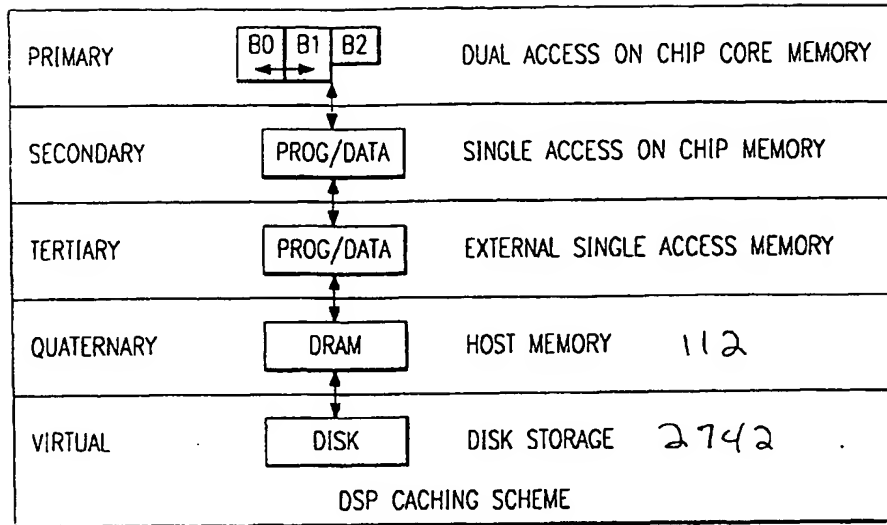 PRIMARY B0 B1 B2 DUAL ACCESS ON CHIP CORE MEMORY
SECONDARY PROG/DATA SINGLE ACCESS ON CHIP MEMORY
TERTIARY PROG/DATA EXTERNAL SINGLE ACCESS MEMORY
QUATERNARY DRAM HOST MEMORY 112
VIRTUAL DISK DISK STORAGE 2742
DSP CACHING SCHEME